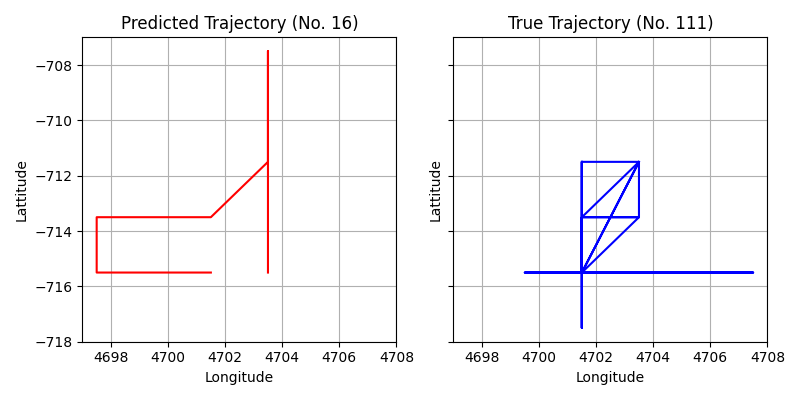 Predicted Trajectory (No. 16)
True Trajectory (No. 111)
Lattitude
−708
−710
−712
−714
−716
−718
4698 4700 4702 4704 4706 4708
Longitude
Lattitude
4698 4700 4702 4704 4706 4708
Longitude